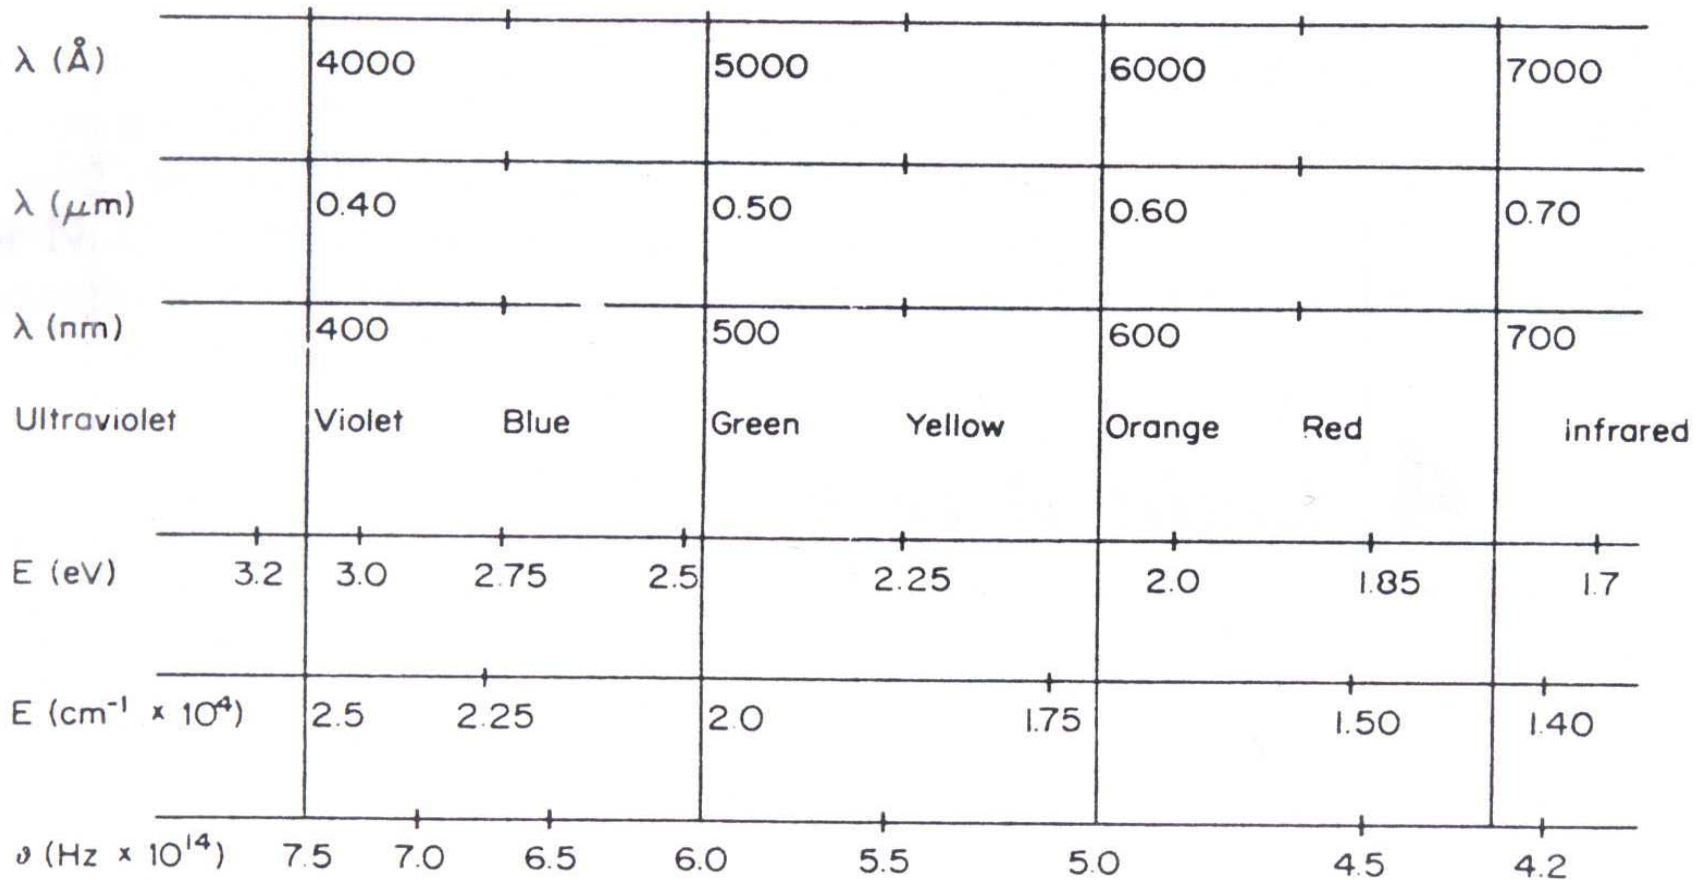 λ (Å) 4000 5000 6000 7000
λ (μm) 0.40 0.50 0.60 0.70
λ (nm) 400 500 600 700
Ultraviolet Violet Blue Green Yellow Orange Red infrared
E (eV) 3.2 3.0 2.75 2.5 2.25 2.0 1.85 1.7
E (cm⁻¹ × 10⁴) 2.5 2.25 2.0 1.75 1.50 1.40
ν (Hz × 10¹⁴) 7.5 7.0 6.5 6.0 5.5 5.0 4.5 4.2